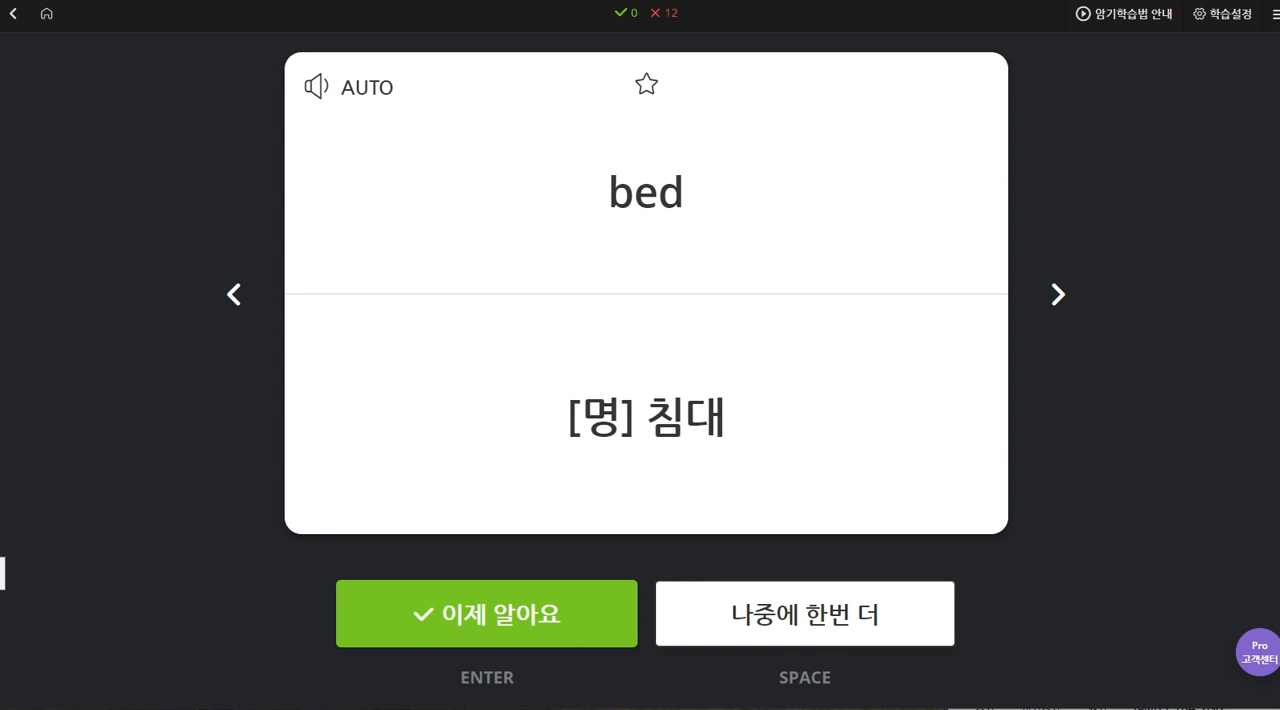 0 12 암기학습법 안내 학습설정
AUTO
bed
[명] 침대
이제 알아요 나중에 한번 더
ENTER SPACE
Pro
고객센터